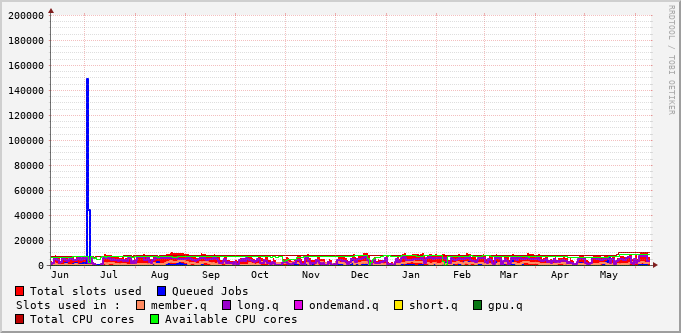 200000
180000
160000
140000
120000
100000
80000
60000
40000
20000
0
Jun Jul Aug Sep Oct Nov Dec Jan Feb Mar Apr May
Total slots used Queued Jobs
Slots used in : member.q long.q ondemand.q short.q gpu.q
Total CPU cores Available CPU cores
RRDTOOL / TOBI OETIKER